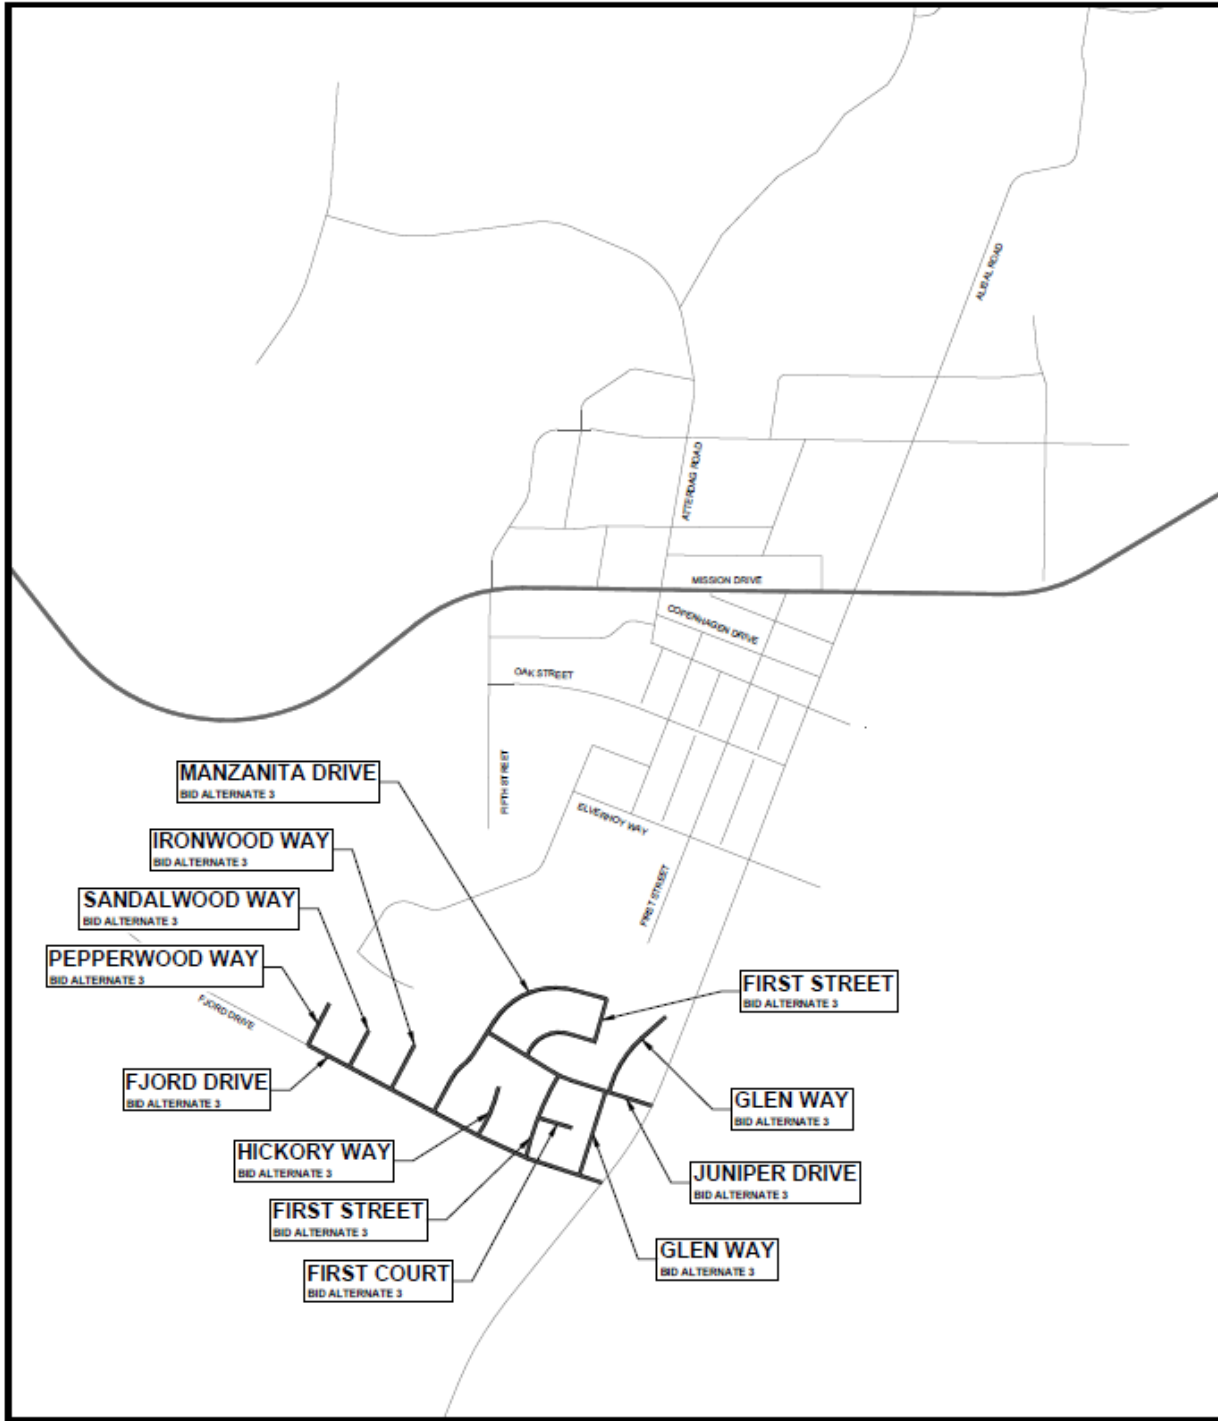 ALISAL ROAD
ATTERDAG ROAD
MISSION DRIVE
COPENHAGEN DRIVE
OAK STREET
FIFTH STREET
MANZANITA DRIVE
BID ALTERNATE 3
ELVERHOY WAY
IRONWOOD WAY
BID ALTERNATE 3
FIRST STREET
SANDALWOOD WAY
BID ALTERNATE 3
PEPPERWOOD WAY
BID ALTERNATE 3
FIRST STREET
BID ALTERNATE 3
FJORD DRIVE
FJORD DRIVE
BID ALTERNATE 3
GLEN WAY
BID ALTERNATE 3
HICKORY WAY
BID ALTERNATE 3
JUNIPER DRIVE
BID ALTERNATE 3
FIRST STREET
BID ALTERNATE 3
GLEN WAY
BID ALTERNATE 3
FIRST COURT
BID ALTERNATE 3